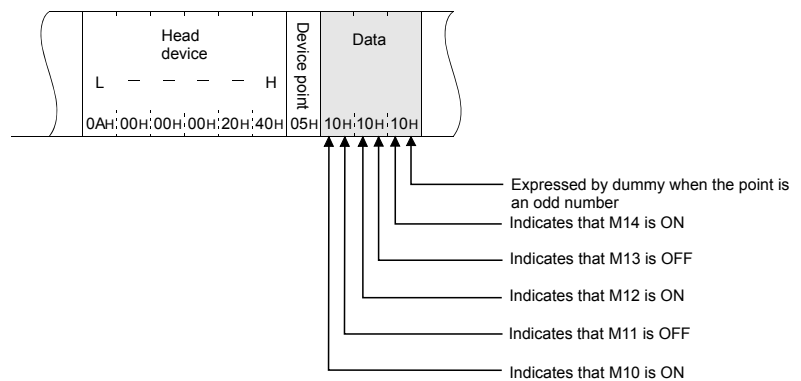 Head
device
Device point
Data
L – – – – H
0AH 00H 00H 00H 20H 40H 05H 10H 10H 10H
Expressed by dummy when the point is
an odd number
Indicates that M14 is ON
Indicates that M13 is OFF
Indicates that M12 is ON
Indicates that M11 is OFF
Indicates that M10 is ON